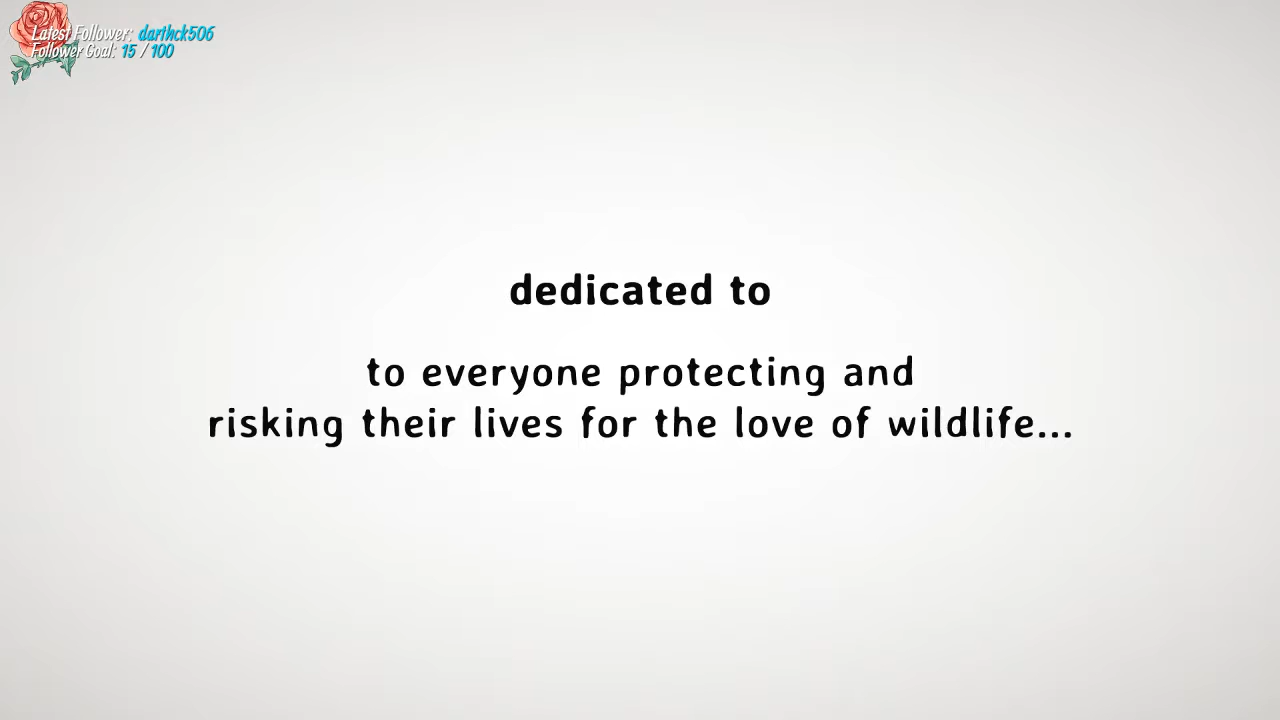 Latest Follower: darthck506
Follower Goal: 15 / 100
dedicated to
to everyone protecting and
risking their lives for the love of wildlife...